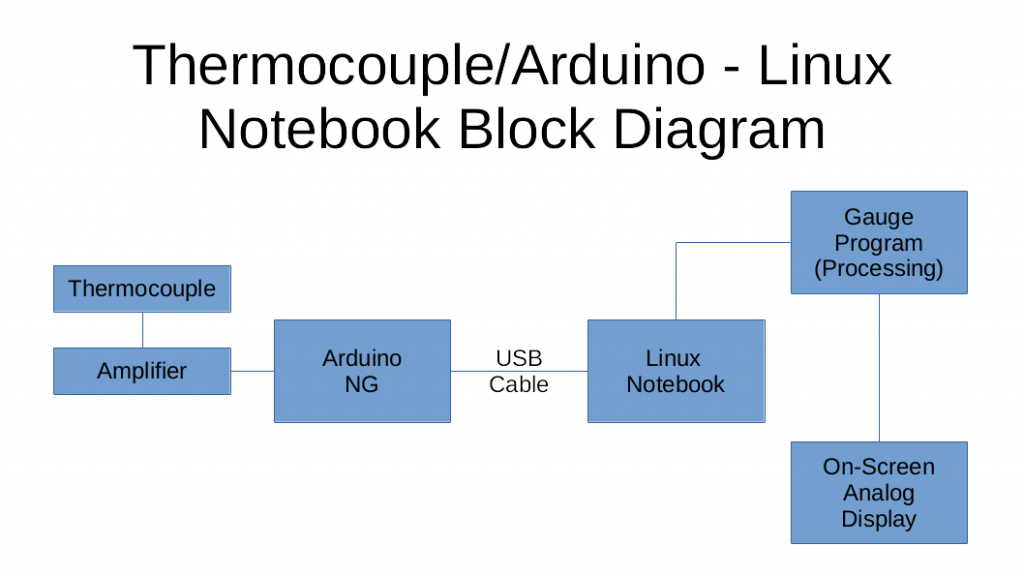 Thermocouple/Arduino - Linux
Notebook Block Diagram
Thermocouple
Amplifier
Arduino
NG
USB
Cable
Linux
Notebook
Gauge
Program
(Processing)
On-Screen
Analog
Display